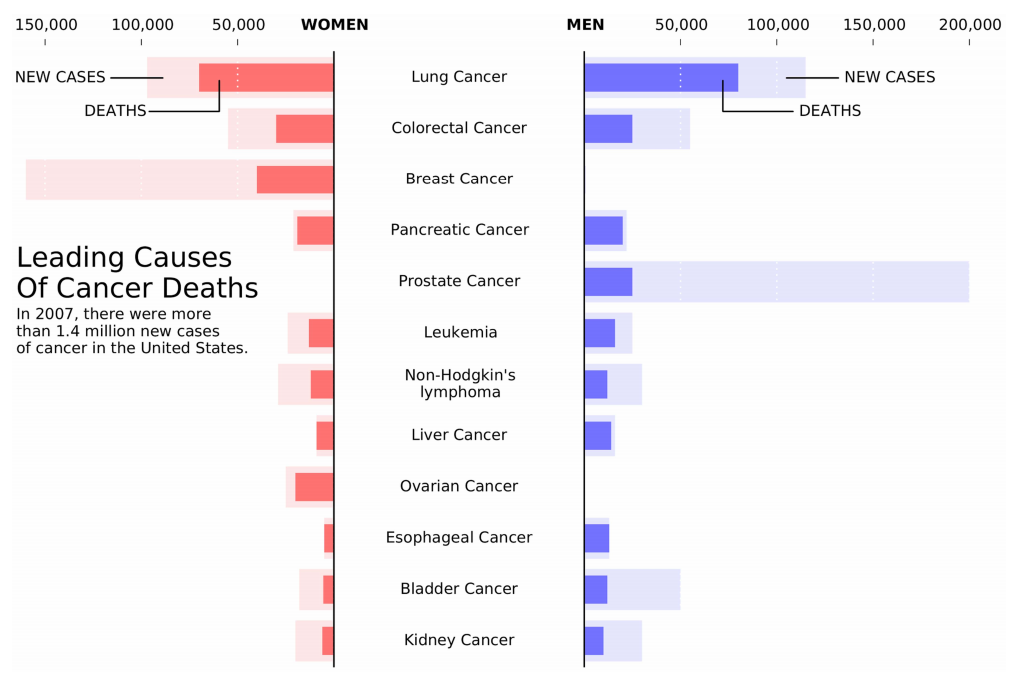 150,000 100,000 50,000 WOMEN MEN 50,000 100,000 150,000 200,000
NEW CASES Lung Cancer NEW CASES
DEATHS DEATHS
Colorectal Cancer
Breast Cancer
Pancreatic Cancer
Leading Causes
Of Cancer Deaths
In 2007, there were more
than 1.4 million new cases
of cancer in the United States.
Prostate Cancer
Leukemia
Non-Hodgkin's
lymphoma
Liver Cancer
Ovarian Cancer
Esophageal Cancer
Bladder Cancer
Kidney Cancer